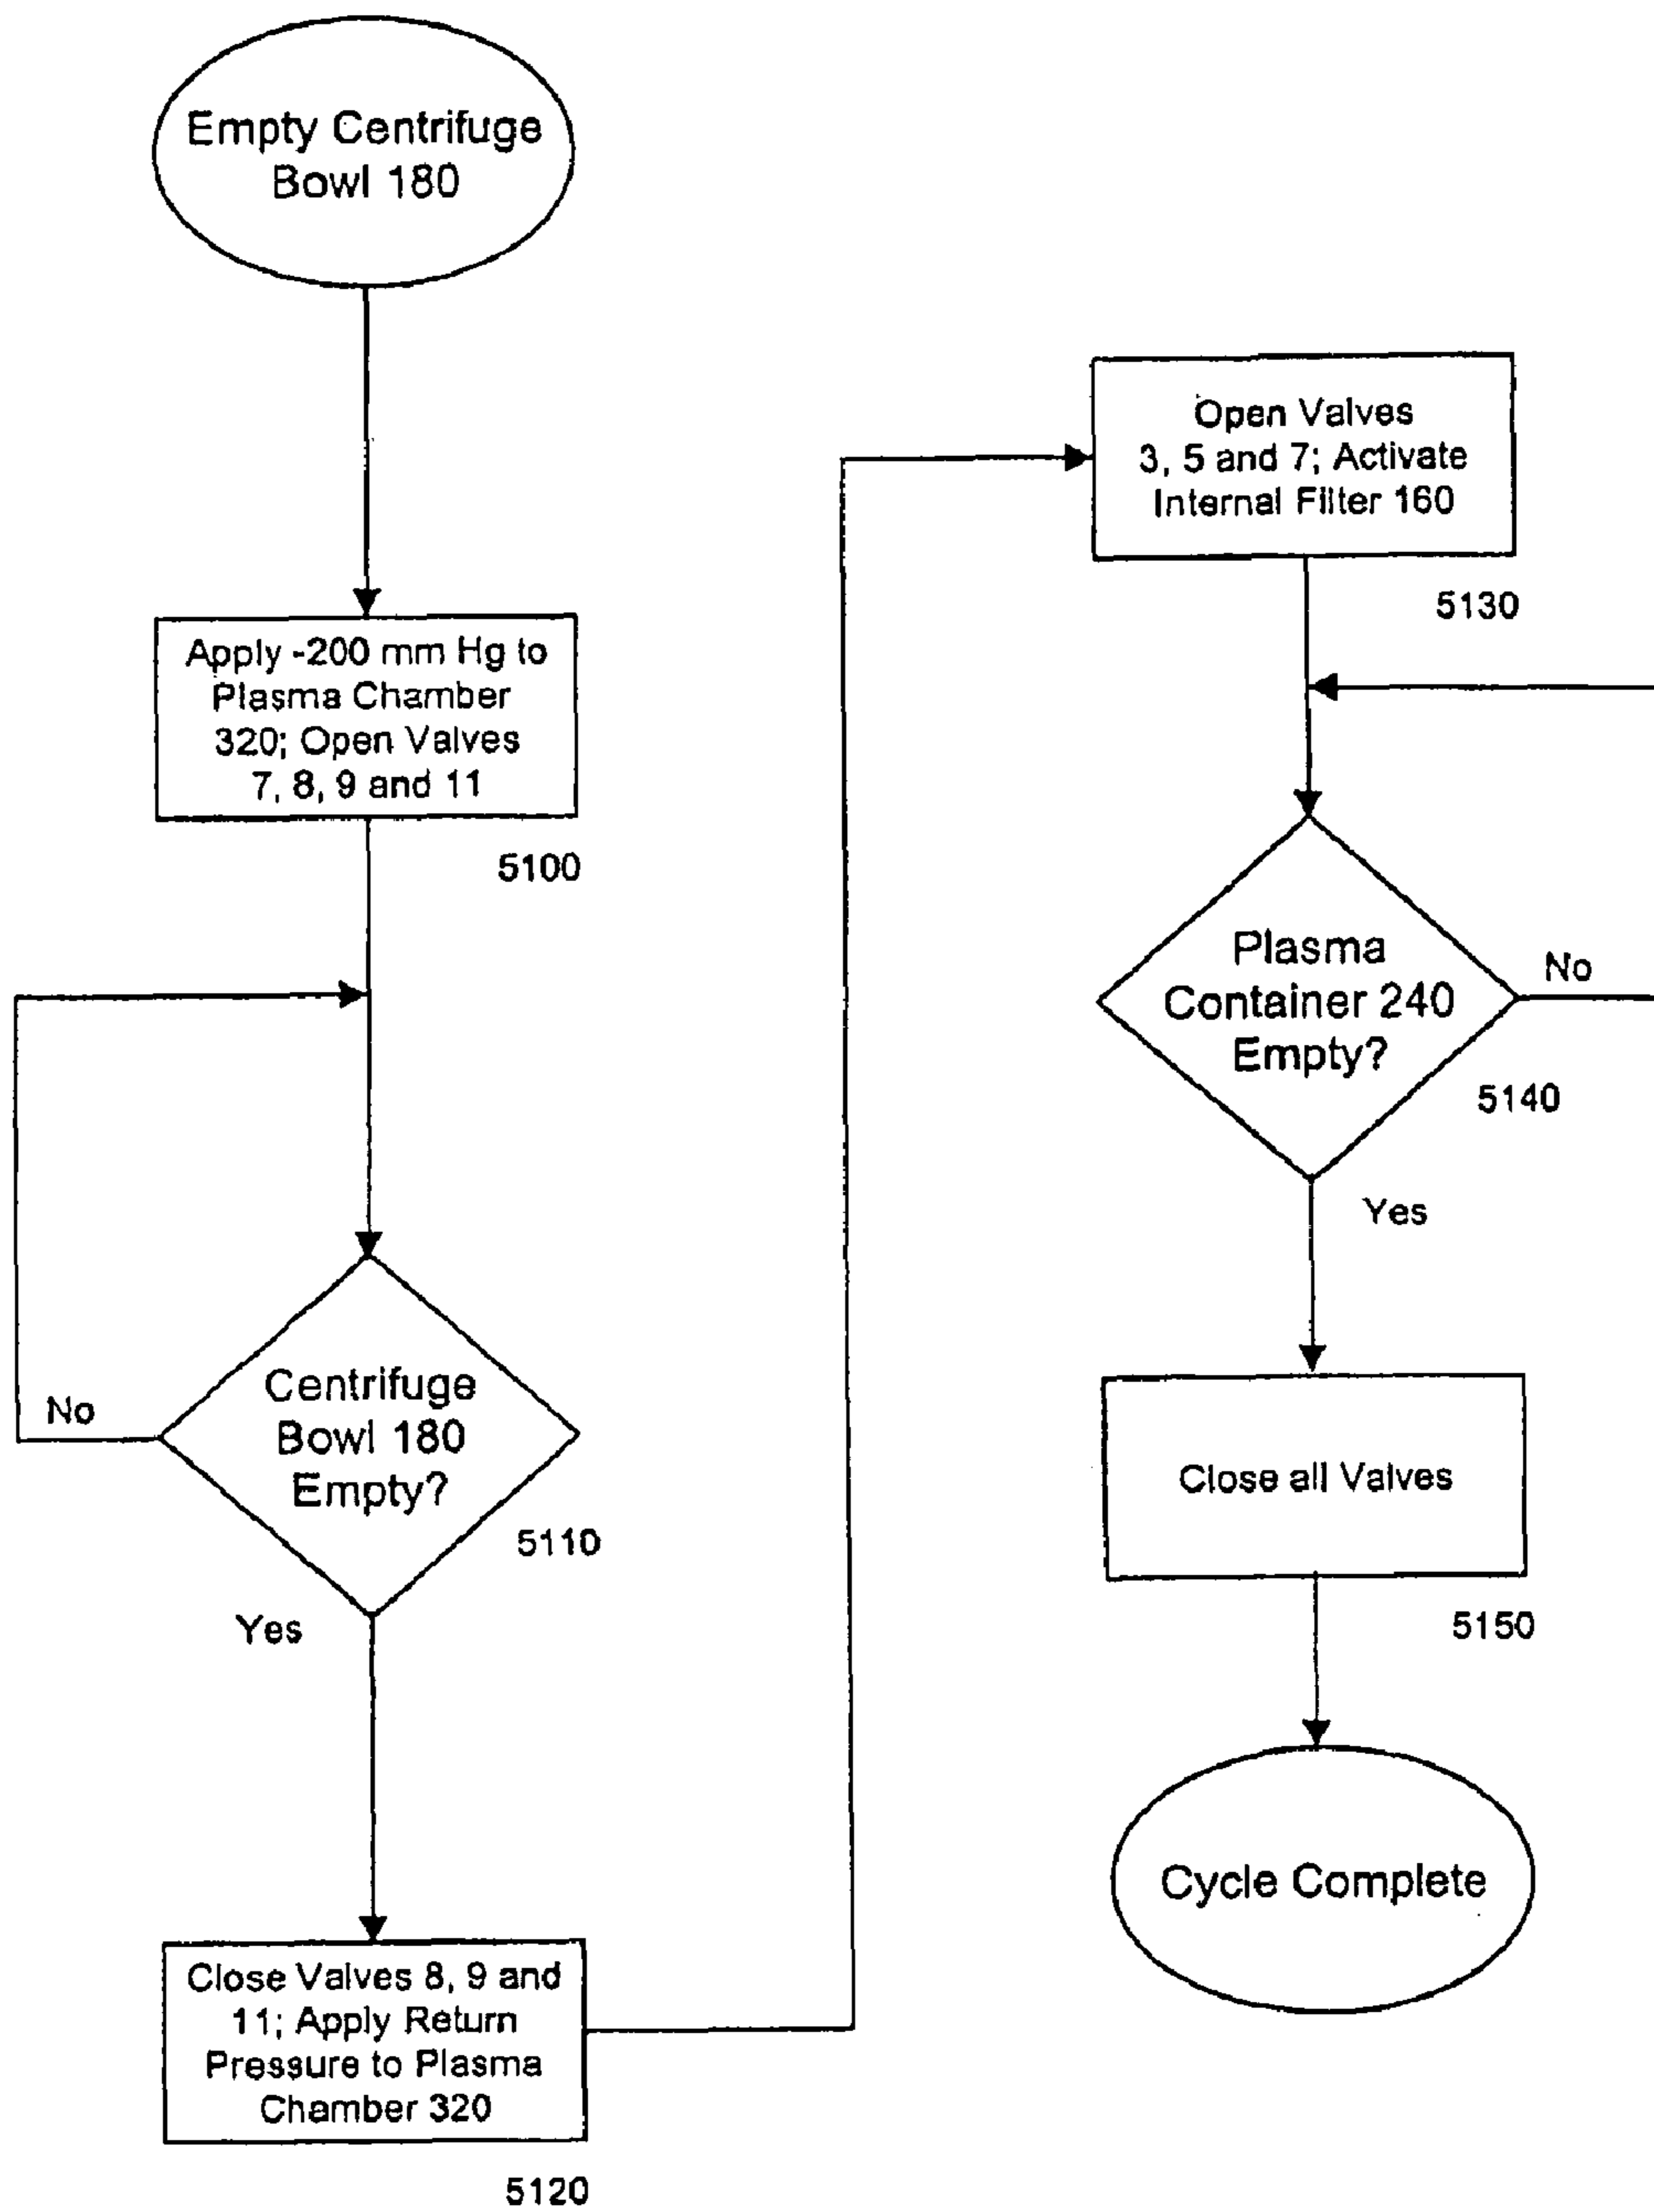 Empty Centrifuge
Bowl 180
Apply -200 mm Hg to
Plasma Chamber
320; Open Valves
7, 8, 9 and 11
5100
No
Centrifuge
Bowl 180
Empty?
5110
Yes
Close Valves 8, 9 and
11; Apply Return
Pressure to Plasma
Chamber 320
5120
Open Valves
3, 5 and 7; Activate
Internal Filter 160
5130
Plasma
Container 240
Empty?
No
5140
Yes
Close all Valves
5150
Cycle Complete